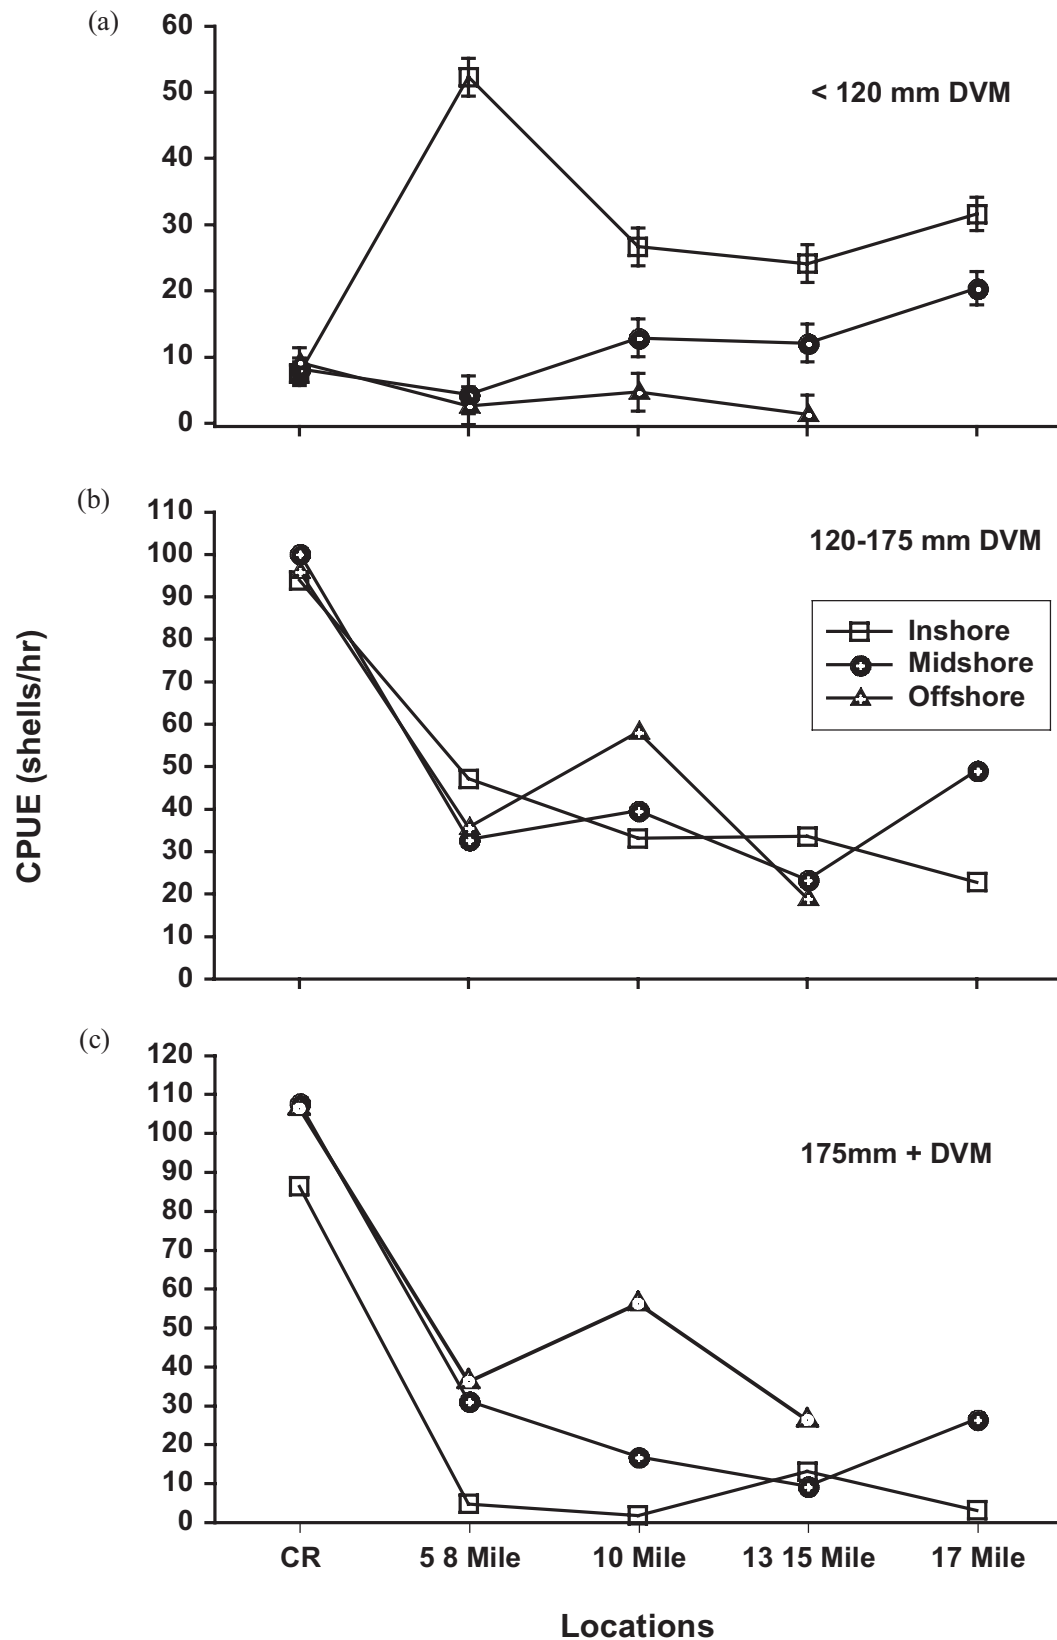 (a)
60
50
40
30
20
10
0
< 120 mm DVM
(b)
110
100
90
80
70
60
50
40
30
20
10
0
120-175 mm DVM
Inshore
Midshore
Offshore
CPUE (shells/hr)
(c)
120
110
100
90
80
70
60
50
40
30
20
10
0
175mm + DVM
CR 5 8 Mile 10 Mile 13 15 Mile 17 Mile
Locations